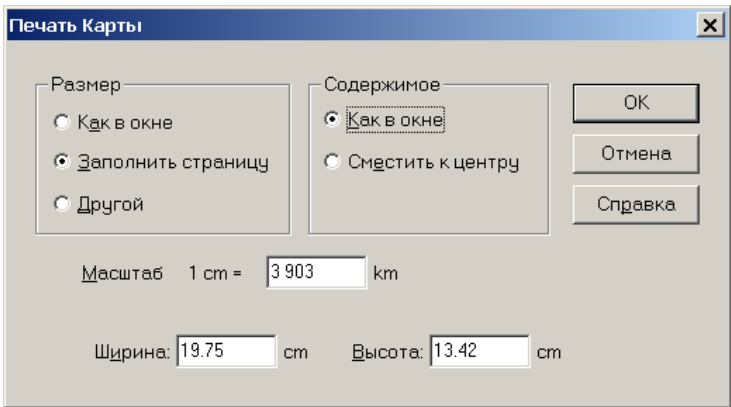 Печать Карты
Размер
Как в окне
Заполнить страницу
Другой
Содержимое
Как в окне
Сместить к центру
OK
Отмена
Справка
Масштаб 1 cm = 3 903 km
Ширина: 19.75 cm Высота: 13.42 cm